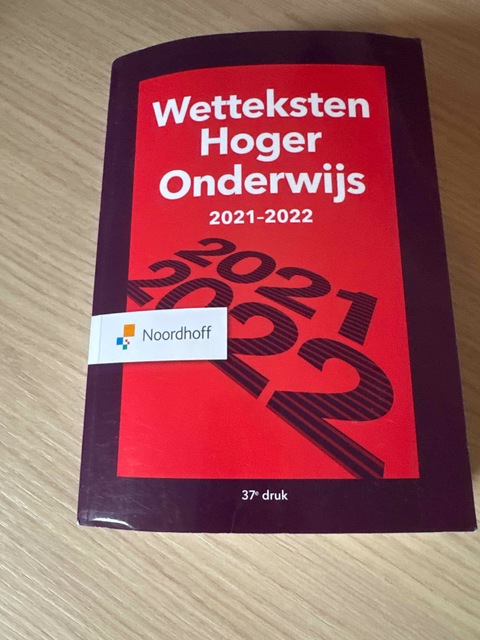 Wetteksten
Hoger
Onderwijs
2021-2022
2021
2022
Noordhoff
37e druk